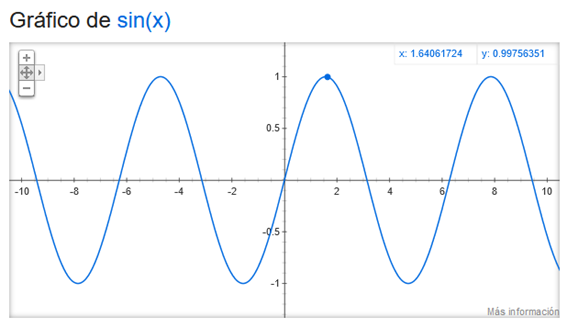 Gráfico de sin(x)
x: 1.64061724 y: 0.99756351
1
0.5
-10 -8 -6 -4 -2 2 4 6 8 10
-0.5
-1
Más información